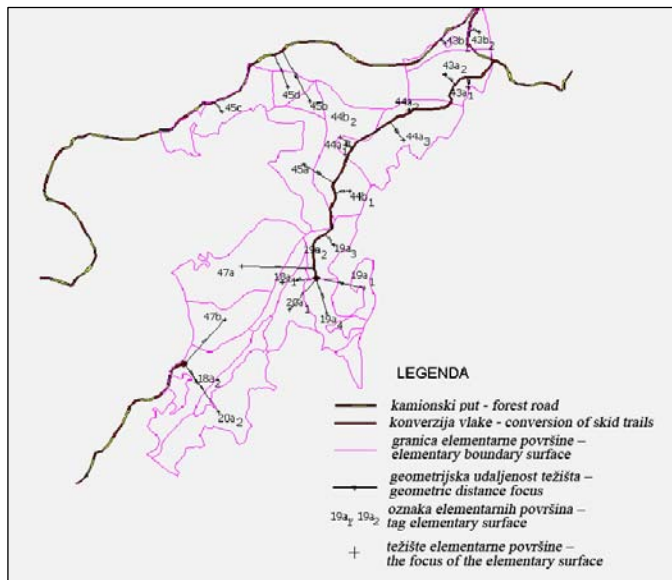 43b₁ 43b₂
43a₂
43a₁
45d 45b
45c
44a₂
44b₂
44a₃
44a₁
45a
44b₁
19a₂ 19a₃
47a 18a₁ 19a₁
20a₁
47b 19a₄
18a₂
20a₂
LEGENDA
kamionski put - forest road
konverzija vlake - conversion of skid trails
granica elementarne površine –
elementary boundary surface
geometrijska udaljenost težišta –
geometric distance focus
19a₁, 19a₂ oznaka elementarnih površina –
tag elementary surface
težište elementarne površine –
the focus of the elementary surface